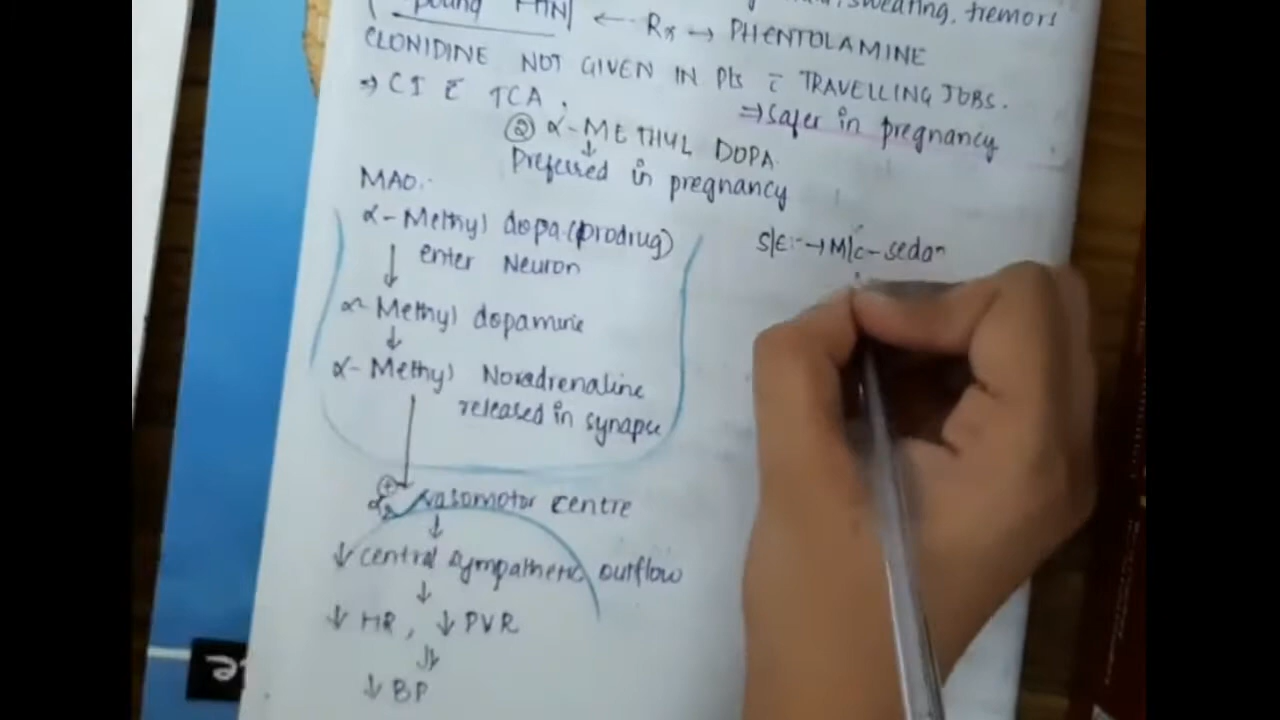 swearing, tremors
HTN] ← Rx → PHENTOLAMINE
CLONIDINE NOT GIVEN IN Pts c̄ TRAVELLING JOBS.
⇒ CI c̄ TCA.
⇒ Safer in pregnancy
② α-METHYL DOPA
↓
Preferred in pregnancy
MAO:
α-Methyl dopa (prodrug)
↓ enter Neuron
α-Methyl dopamine
↓
α-Methyl Noradrenaline
released in synapse
⊕
α₂ Vasomotor centre
↓
↓ central sympathetic outflow
↓
↓ HR, ↓ PVR
⇓
↓ BP
S/E:- → M/C - sedan